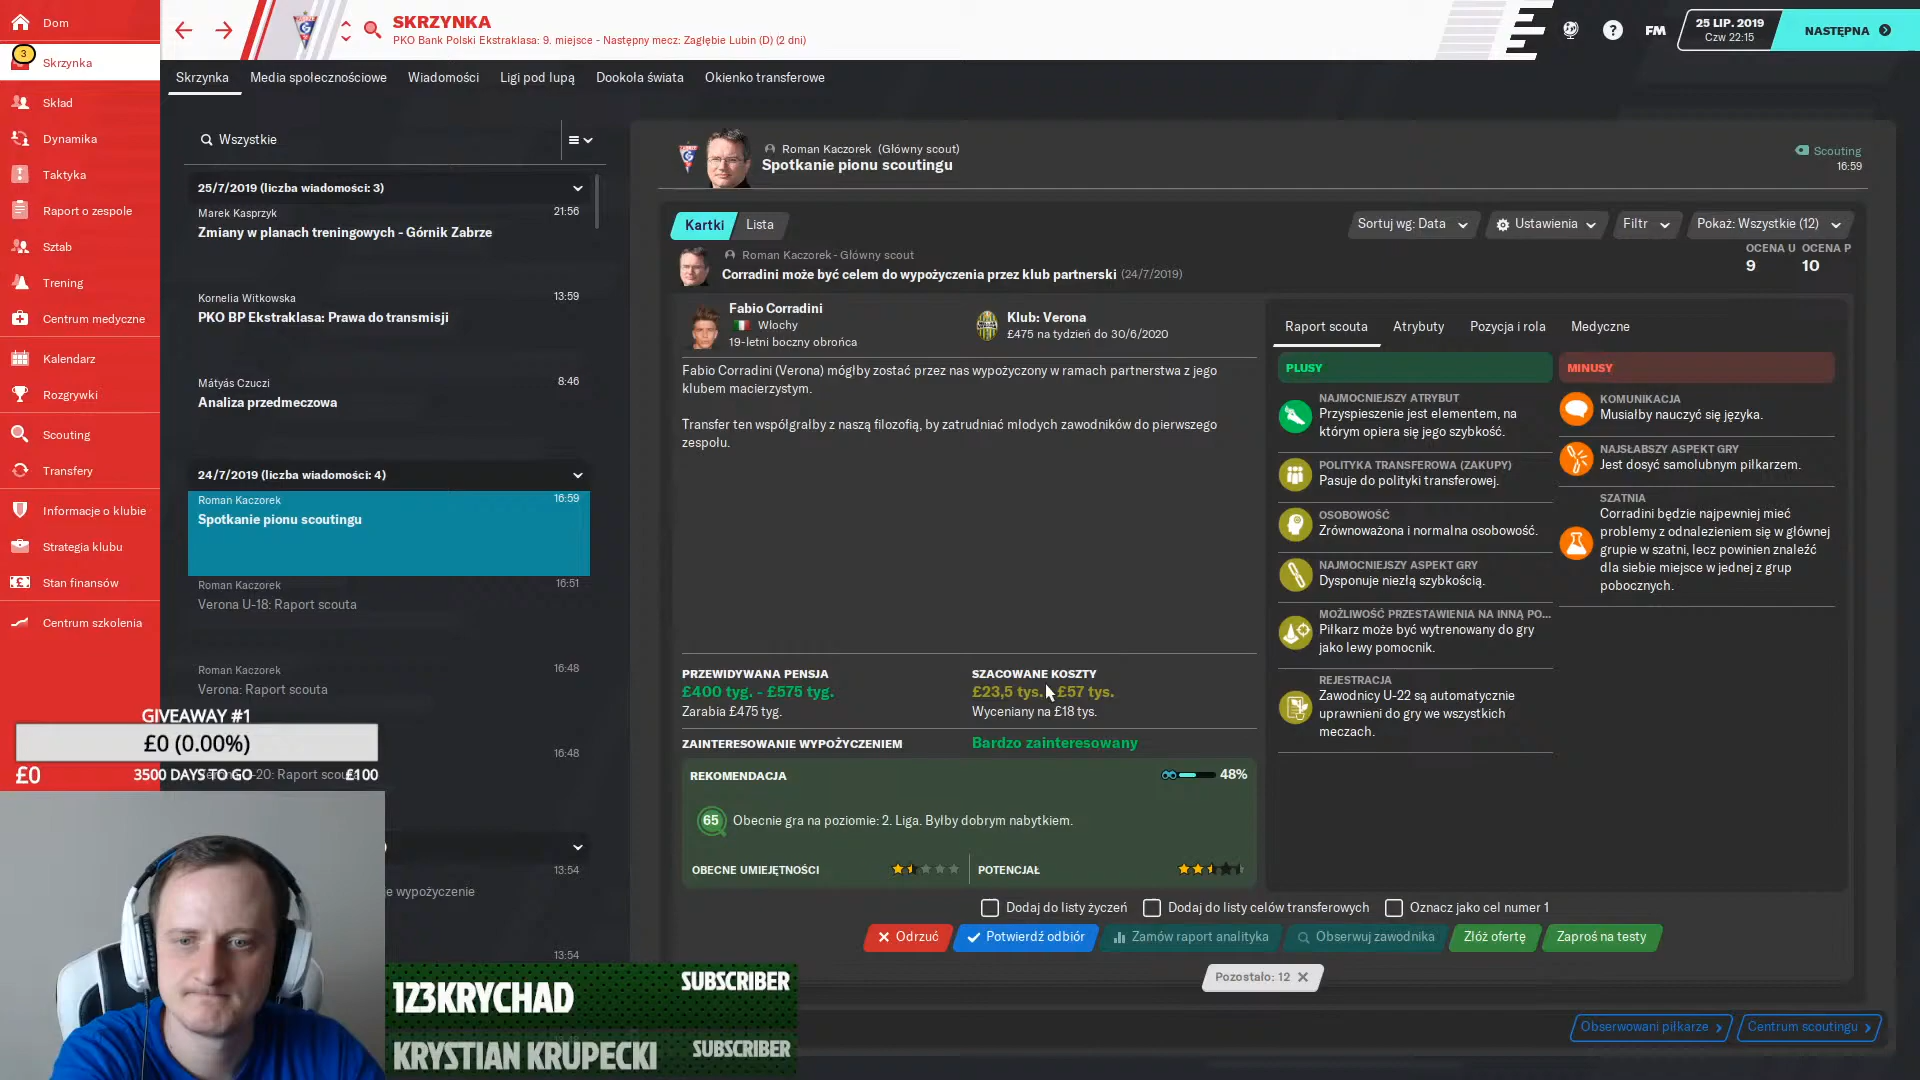 Dom
3
Skrzynka
Skład
Dynamika
Taktyka
Raport o zespole
Sztab
Trening
Centrum medyczne
Kalendarz
Rozgrywki
Scouting
Transfery
Informacje o klubie
Strategia klubu
Stan finansów
Centrum szkolenia
SKRZYNKA
PKO Bank Polski Ekstraklasa: 9. miejsce - Następny mecz: Zagłębie Lubin (D) (2 dni)
FM
25 LIP. 2019
Czw 22:15
NASTĘPNA
Skrzynka Media społecznościowe Wiadomości Ligi pod lupą Dookoła świata Okienko transferowe
Wszystkie
25/7/2019 (liczba wiadomości: 3)
Marek Kasprzyk 21:56
Zmiany w planach treningowych - Górnik Zabrze
Kornelia Witkowska 13:59
PKO BP Ekstraklasa: Prawa do transmisji
Mátyás Czuczi 8:46
Analiza przedmeczowa
24/7/2019 (liczba wiadomości: 4)
Roman Kaczorek 16:59
Spotkanie pionu scoutingu
Roman Kaczorek 16:51
Verona U-18: Raport scouta
Roman Kaczorek 16:48
Verona: Raport scouta
16:48
-20: Raport scou
13:54
e wypożyczenie
13:54
GIVEAWAY #1
£0 (0.00%)
£0 3500 DAYS TO GO £100
Roman Kaczorek (Główny scout)
Spotkanie pionu scoutingu
Scouting
16:59
Kartki Lista
Sortuj wg: Data Ustawienia Filtr Pokaż: Wszystkie (12)
Roman Kaczorek - Główny scout
Corradini może być celem do wypożyczenia przez klub partnerski (24/7/2019)
OCENA U OCENA P
9 10
Fabio Corradini
Włochy
19-letni boczny obrońca
Klub: Verona
£475 na tydzień do 30/6/2020
Fabio Corradini (Verona) mógłby zostać przez nas wypożyczony w ramach partnerstwa z jego
klubem macierzystym.
Transfer ten współgrałby z naszą filozofią, by zatrudniać młodych zawodników do pierwszego
zespołu.
PRZEWIDYWANA PENSJA
£400 tyg. - £575 tyg.
Zarabia £475 tyg.
SZACOWANE KOSZTY
£23,5 tys. £57 tys.
Wyceniany na £18 tys.
ZAINTERESOWANIE WYPOŻYCZENIEM Bardzo zainteresowany
REKOMENDACJA 48%
65 Obecnie gra na poziomie: 2. Liga. Byłby dobrym nabytkiem.
OBECNE UMIEJĘTNOŚCI POTENCJAŁ
Raport scouta Atrybuty Pozycja i rola Medyczne
PLUSY
NAJMOCNIEJSZY ATRYBUT
Przyspieszenie jest elementem, na
którym opiera się jego szybkość.
POLITYKA TRANSFEROWA (ZAKUPY)
Pasuje do polityki transferowej.
OSOBOWOŚĆ
Zrównoważona i normalna osobowość.
NAJMOCNIEJSZY ASPEKT GRY
Dysponuje niezłą szybkością.
MOŻLIWOŚĆ PRZESTAWIENIA NA INNĄ PO...
Piłkarz może być wytrenowany do gry
jako lewy pomocnik.
REJESTRACJA
Zawodnicy U-22 są automatycznie
uprawnieni do gry we wszystkich
meczach.
MINUSY
KOMUNIKACJA
Musiałby nauczyć się języka.
NAJSŁABSZY ASPEKT GRY
Jest dosyć samolubnym piłkarzem.
SZATNIA
Corradini będzie najpewniej mieć
problemy z odnalezieniem się w głównej
grupie w szatni, lecz powinien znaleźć
dla siebie miejsce w jednej z grup
pobocznych.
Dodaj do listy życzeń Dodaj do listy celów transferowych Oznacz jako cel numer 1
Odrzuć Potwierdź odbiór Zamów raport analityka Obserwuj zawodnika Złóż ofertę Zaproś na testy
Pozostało: 12
Obserwowani piłkarze Centrum scoutingu
123KRYCHAD SUBSCRIBER
KRYSTIAN KRUPECKI SUBSCRIBER